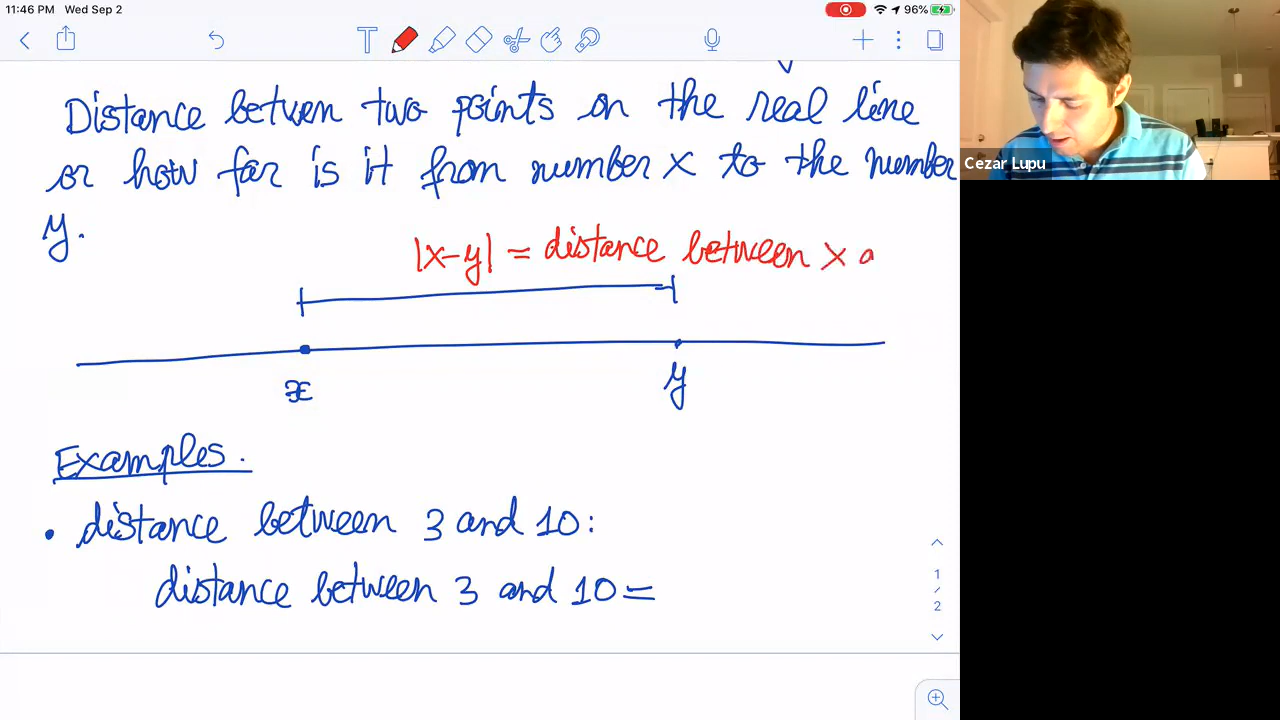 11:46 PM Wed Sep 2
96%
Distance between two points on the real line
or how far is it from number x to the number
y.
|x-y| = distance between x a
x
y
Examples.
• distance between 3 and 10:
distance between 3 and 10 =
1
/
2
Cezar Lupu